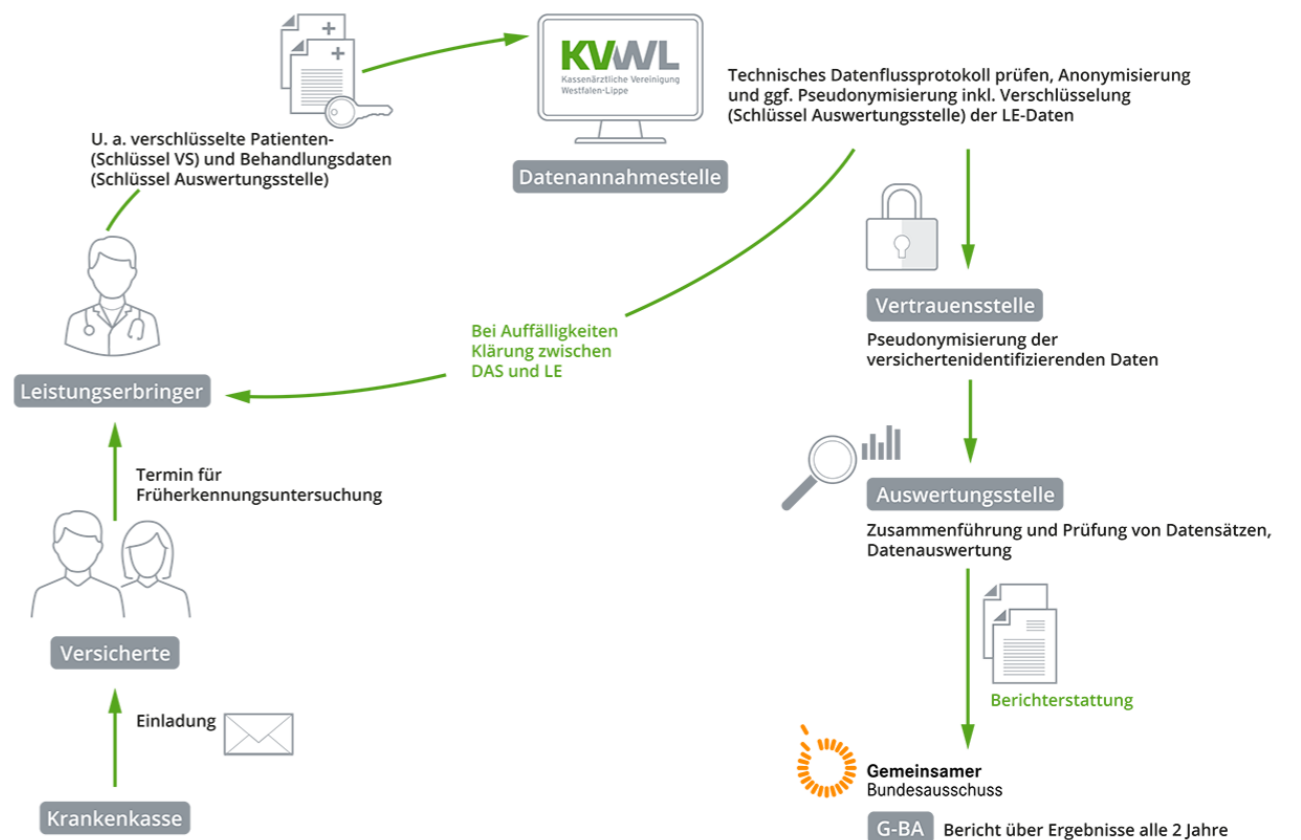 KVWL
Kassenärztliche Vereinigung
Westfalen-Lippe
Datenannahmestelle
Technisches Datenflussprotokoll prüfen, Anonymisierung
und ggf. Pseudonymisierung inkl. Verschlüsselung
(Schlüssel Auswertungsstelle) der LE-Daten
U. a. verschlüsselte Patienten-
(Schlüssel VS) und Behandlungsdaten
(Schlüssel Auswertungsstelle)
Leistungserbringer
Bei Auffälligkeiten
Klärung zwischen
DAS und LE
Vertrauensstelle
Pseudonymisierung der
versichertenidentifizierenden Daten
Termin für
Früherkennungsuntersuchung
Auswertungsstelle
Zusammenführung und Prüfung von Datensätzen,
Datenauswertung
Versicherte
Einladung
Krankenkasse
Berichterstattung
Gemeinsamer
Bundesausschuss
G-BA Bericht über Ergebnisse alle 2 Jahre